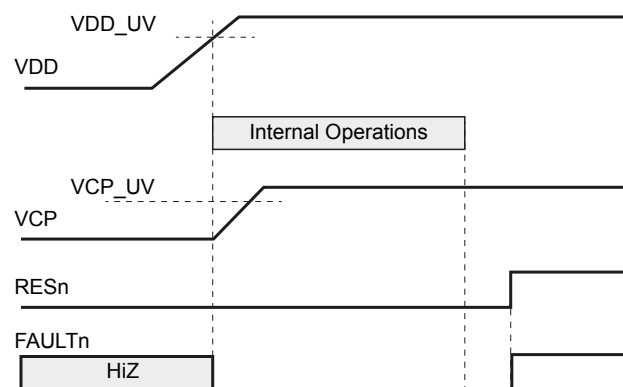 VDD_UV
VDD
Internal Operations
VCP_UV
VCP
RESn
FAULTn
HiZ